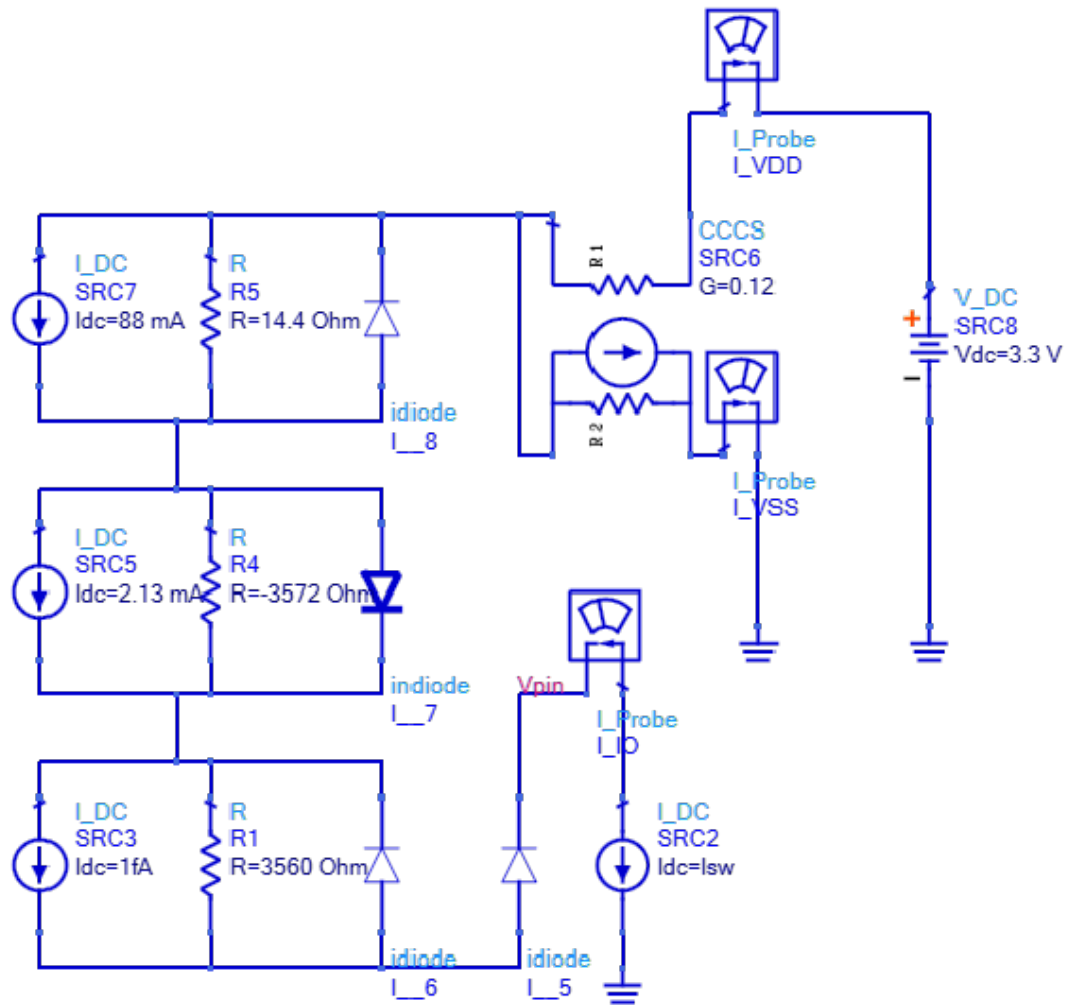 I_Probe
I_VDD
CCCS
SRC6
G=0.12
R1
I_DC
SRC7
Idc=88 mA
R
R5
R=14.4 Ohm
V_DC
SRC8
Vdc=3.3 V
+
−
idiode
I__8
R2
I_Probe
I_VSS
I_DC
SRC5
Idc=2.13 mA
R
R4
R=-3572 Ohm
indiode
I__7
Vpin
I_Probe
I_IO
I_DC
SRC3
Idc=1fA
R
R1
R=3560 Ohm
I_DC
SRC2
Idc=Isw
idiode
I__6
idiode
I__5